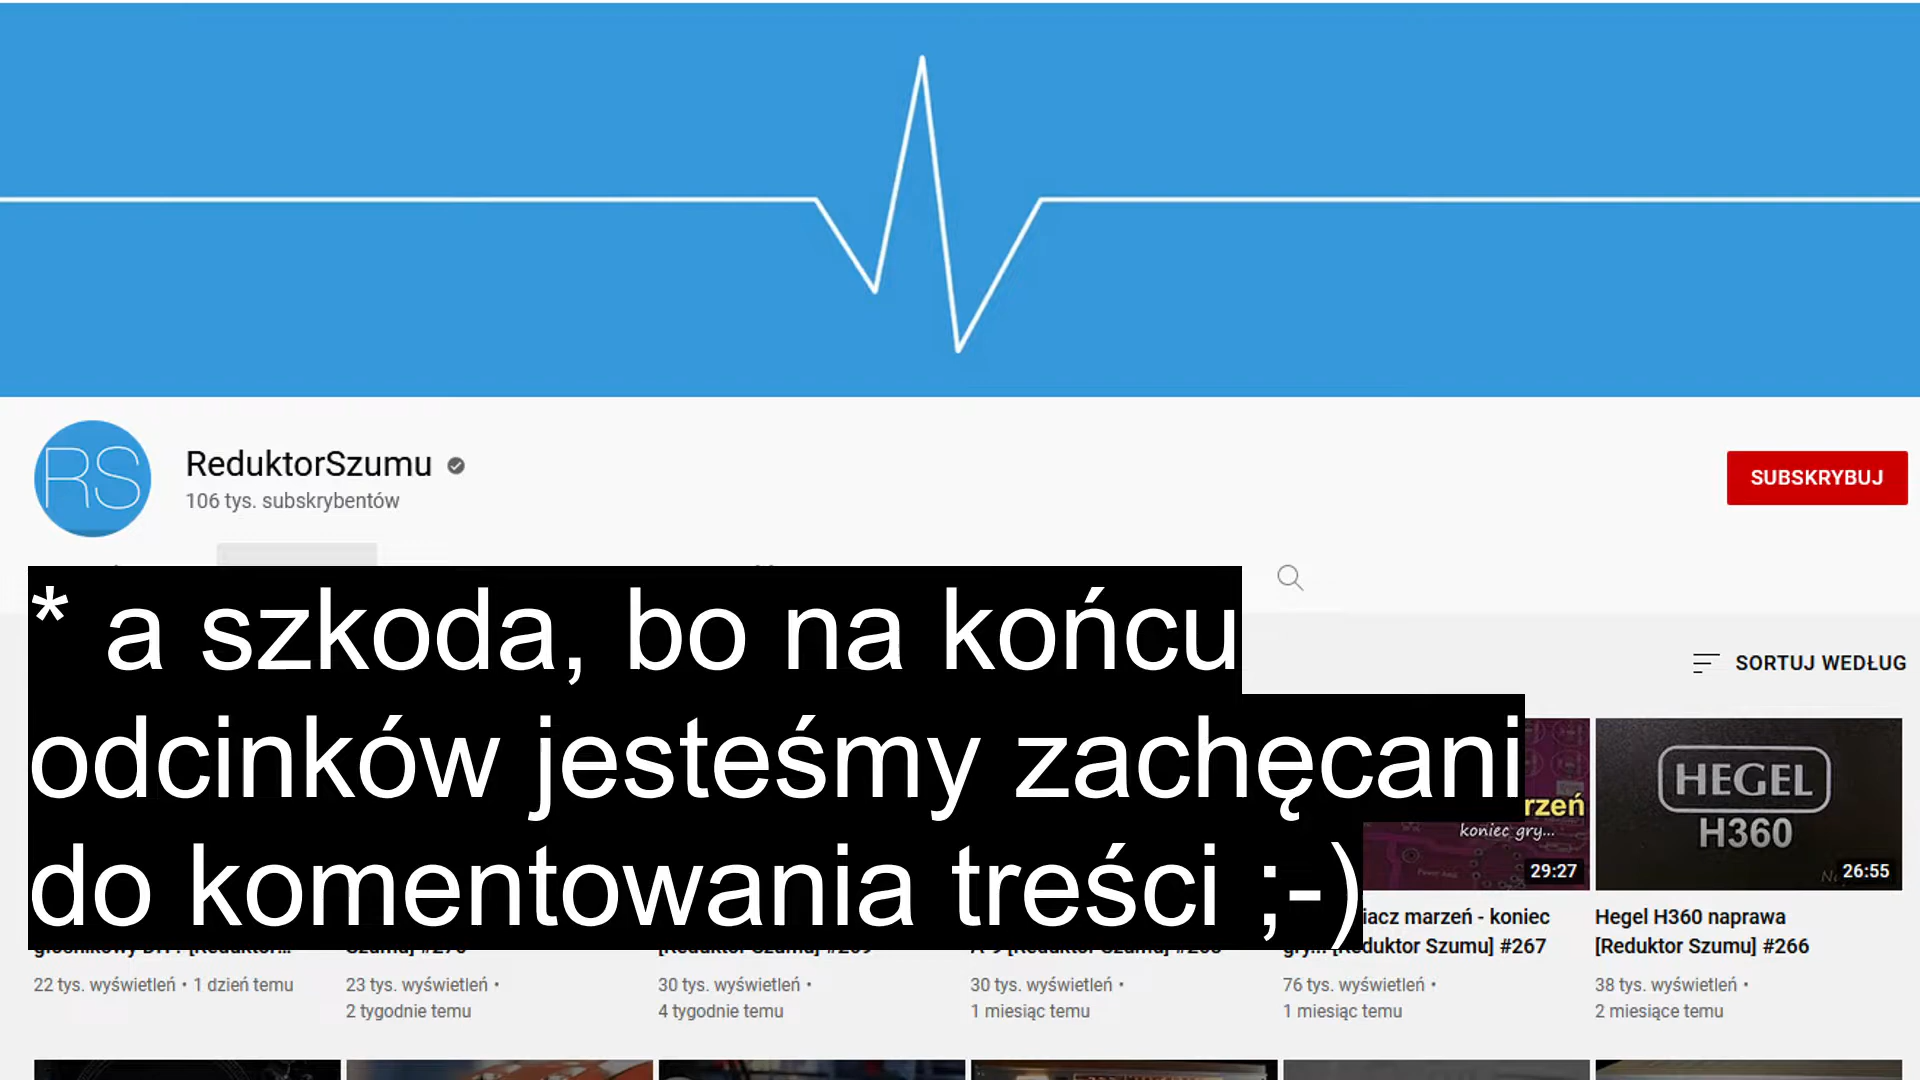 RS
ReduktorSzumu
106 tys. subskrybentów
SUBSKRYBUJ
* a szkoda, bo na końcu
odcinków jesteśmy zachęcani
do komentowania treści ;-)
SORTUJ WEDŁUG
rzeń
koniec gry...
29:27
HEGEL
H360
26:55
iacz marzeń - koniec
gry... [Reduktor Szumu] #267
Hegel H360 naprawa
[Reduktor Szumu] #266
22 tys. wyświetleń • 1 dzień temu
23 tys. wyświetleń •
2 tygodnie temu
30 tys. wyświetleń •
4 tygodnie temu
30 tys. wyświetleń •
1 miesiąc temu
76 tys. wyświetleń •
1 miesiąc temu
38 tys. wyświetleń •
2 miesiące temu